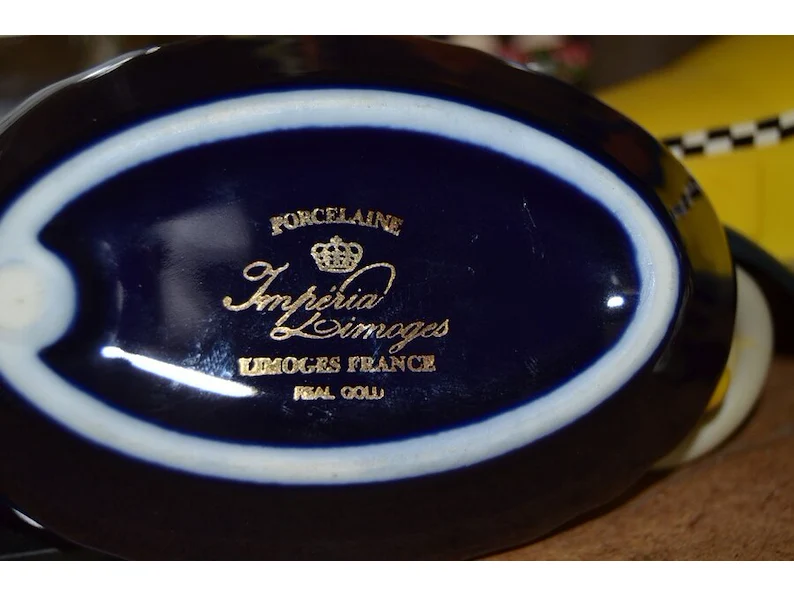 PORCELAINE
Impéria
Limoges
LIMOGES FRANCE
REAL GOLD